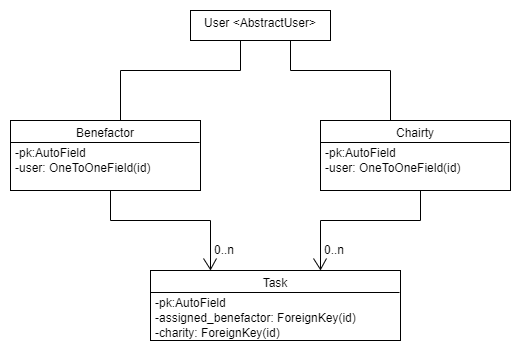 User <AbstractUser>
Benefactor
-pk:AutoField
-user: OneToOneField(id)
Chairty
-pk:AutoField
-user: OneToOneField(id)
0..n
0..n
Task
-pk:AutoField
-assigned_benefactor: ForeignKey(id)
-charity: ForeignKey(id)